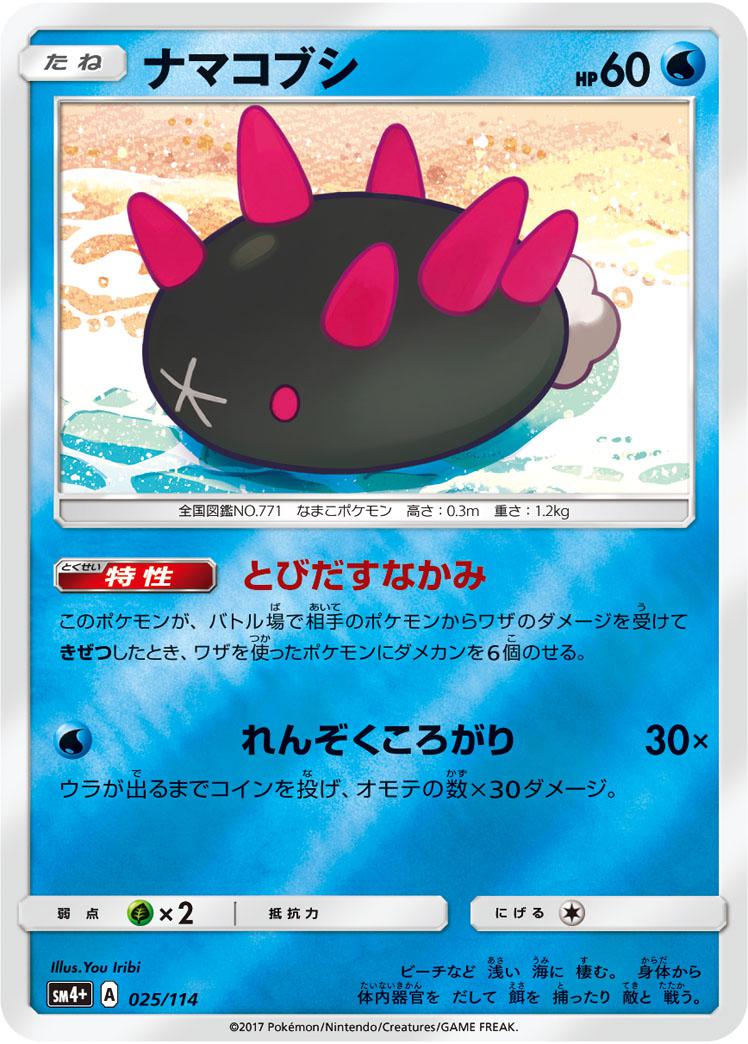 たね ナマコブシ HP60
全国図鑑NO.771 なまこポケモン 高さ：0.3m 重さ：1.2kg
とくせい
特性 とびだすなかみ
このポケモンが、バトル場で相手のポケモンからワザのダメージを受けて
きぜつしたとき、ワザを使ったポケモンにダメカンを6個のせる。
れんぞくころがり 30×
ウラが出るまでコインを投げ、オモテの数×30ダメージ。
弱点 ×2 抵抗力 にげる
Illus.You Iribi
ビーチなど 浅い 海に 棲む。 身体から
体内器官を だして 餌を 捕ったり 敵と 戦う。
SM4+ A 025/114
©2017 Pokémon/Nintendo/Creatures/GAME FREAK.